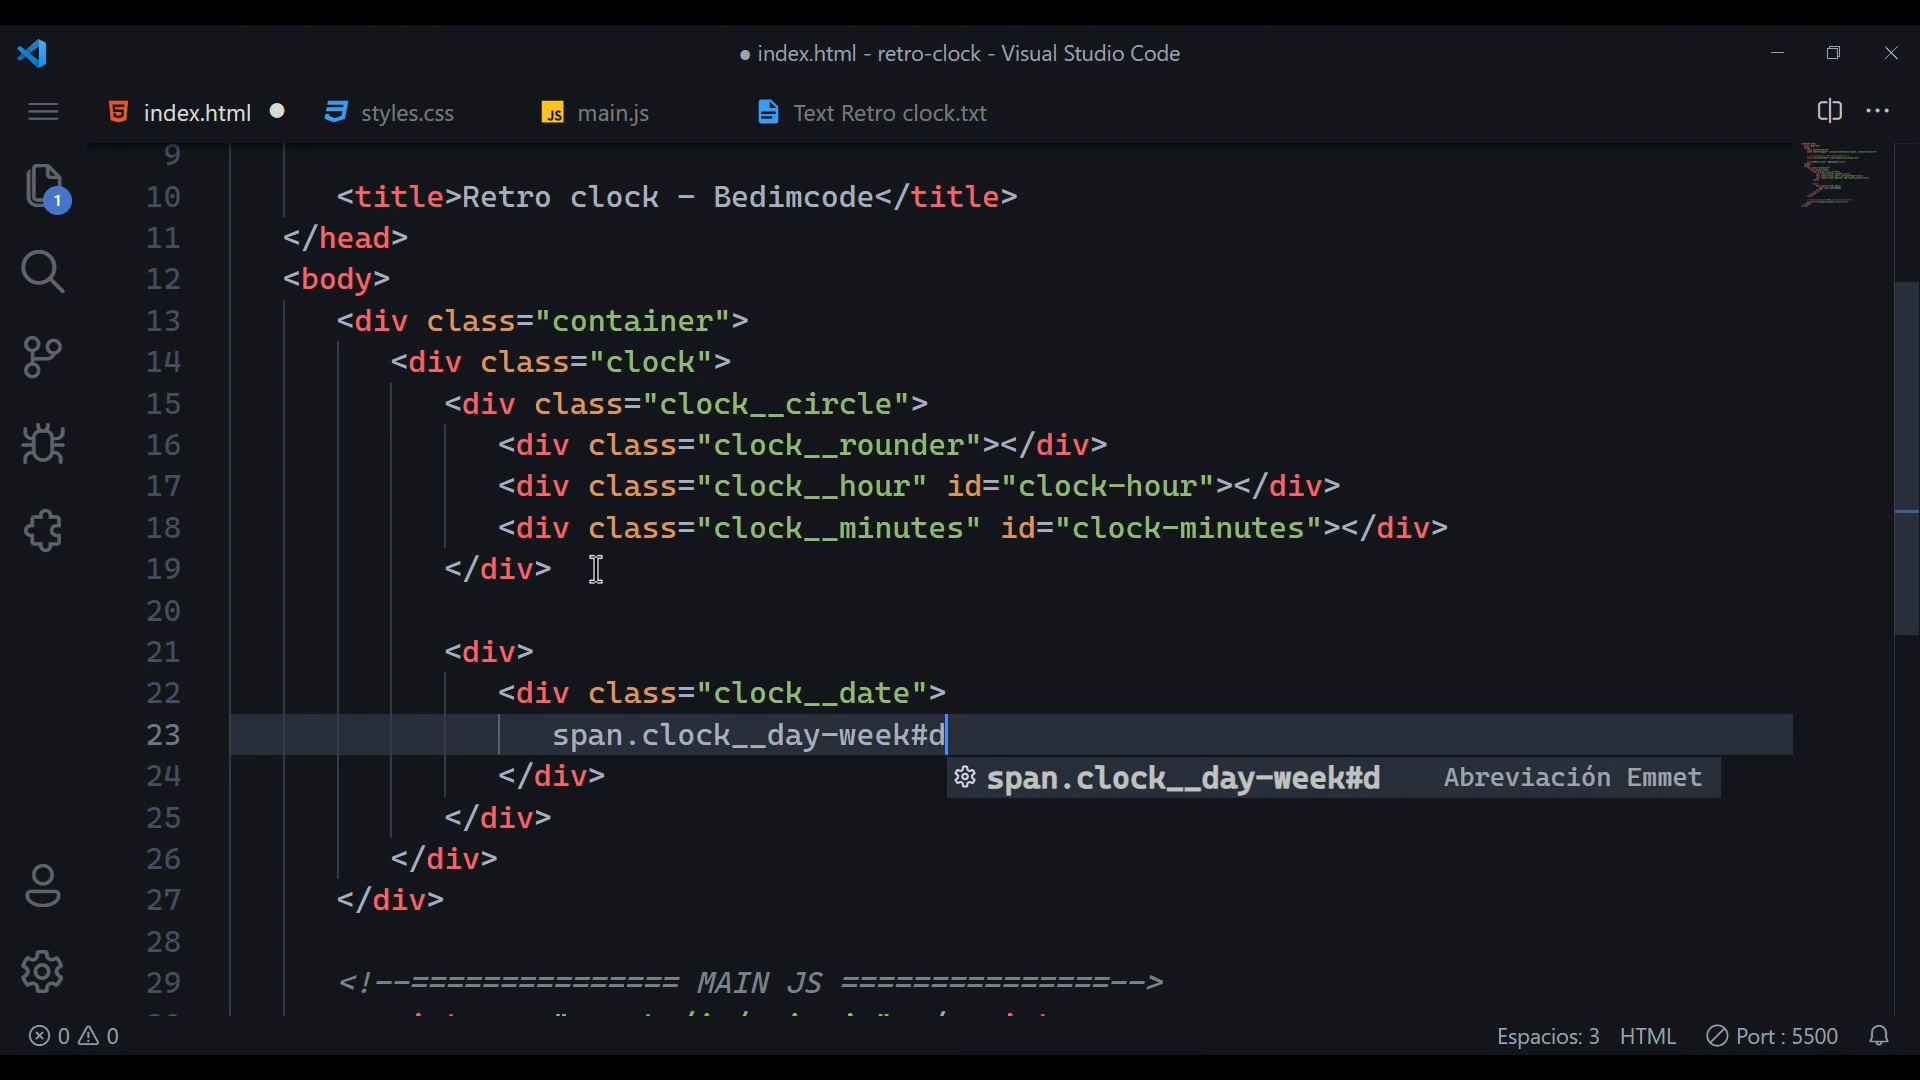 ● index.html - retro-clock - Visual Studio Code
index.html ● styles.css main.js Text Retro clock.txt
9
10 <title>Retro clock - Bedimcode</title>
11 </head>
12 <body>
13 <div class="container">
14 <div class="clock">
15 <div class="clock__circle">
16 <div class="clock__rounder"></div>
17 <div class="clock__hour" id="clock-hour"></div>
18 <div class="clock__minutes" id="clock-minutes"></div>
19 </div>
20
21 <div>
22 <div class="clock__date">
23 span.clock__day-week#d
24 </div>
span.clock__day-week#d Abreviación Emmet
25 </div>
26 </div>
27 </div>
28
29 <!--=============== MAIN JS ===============-->
1
0 0 Espacios: 3 HTML Port : 5500